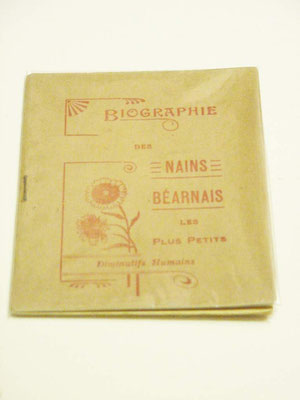 BIOGRAPHIE
DES
NAINS
BÉARNAIS
LES
PLUS PETITS
Diminutifs Humains